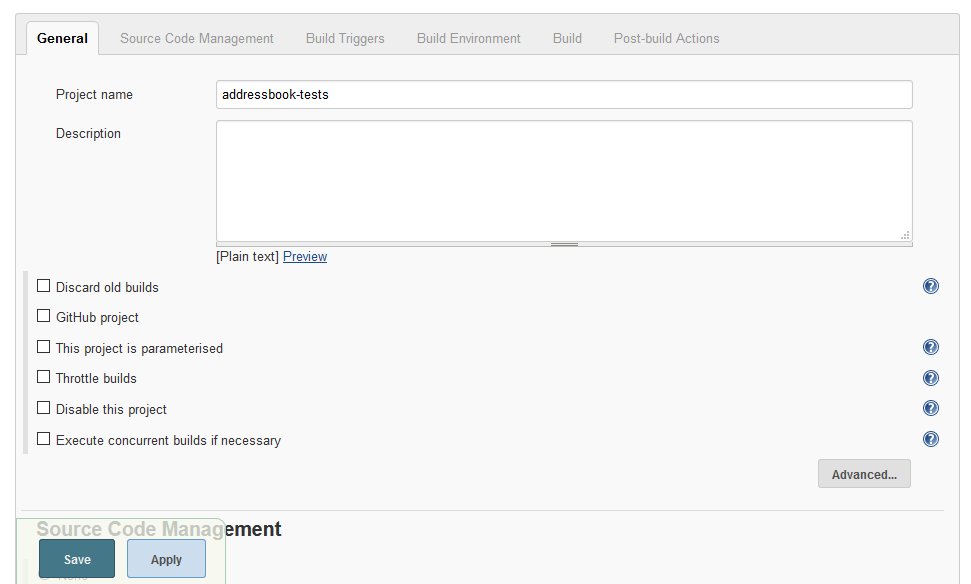 General Source Code Management Build Triggers Build Environment Build Post-build Actions
Project name addressbook-tests
Description
[Plain text] Preview
Discard old builds ?
GitHub project
This project is parameterised ?
Throttle builds ?
Disable this project ?
Execute concurrent builds if necessary ?
Advanced...
Source Code Management
Save Apply
None